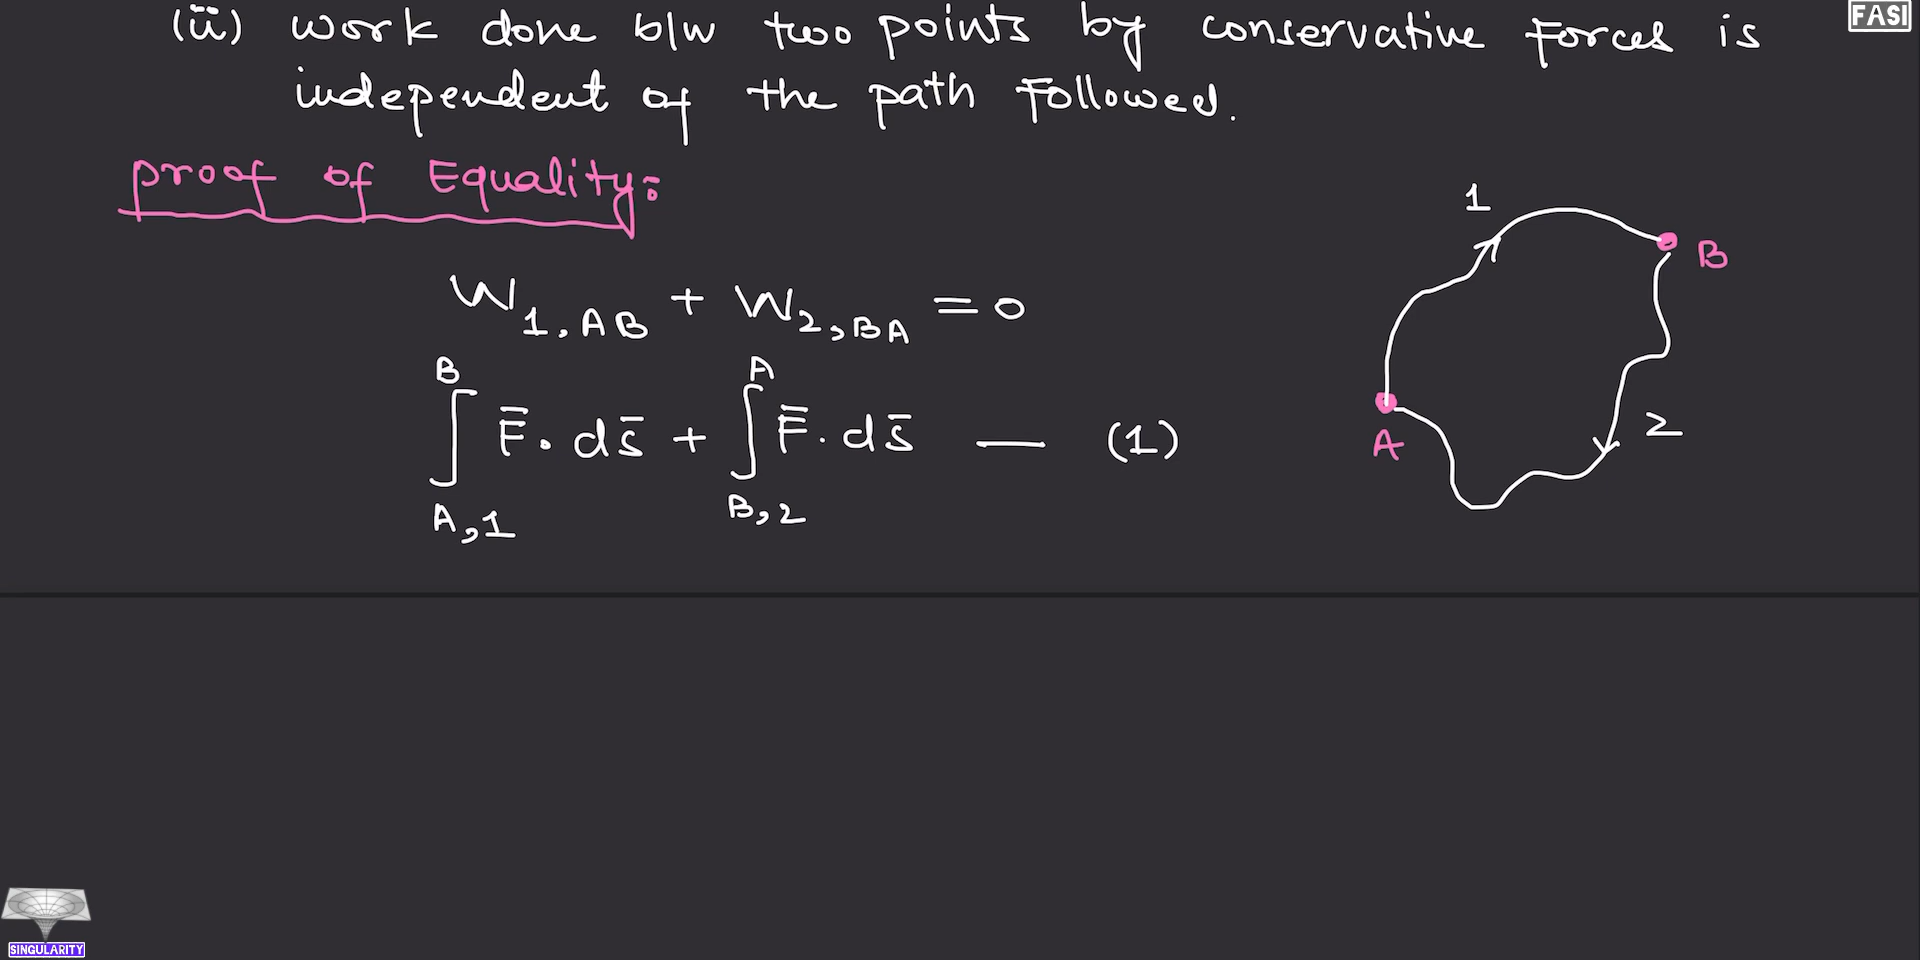 (ii) work done b/w two points by conservative Forces is
FASI
independent of the path Followed.
Proof of Equality:
W1,AB + W2,BA = 0
B A
∫ F̄. ds̄ + ∫ F̄. ds̄ — (1)
A,1 B,2
1
B
A
2
SINGULARITY